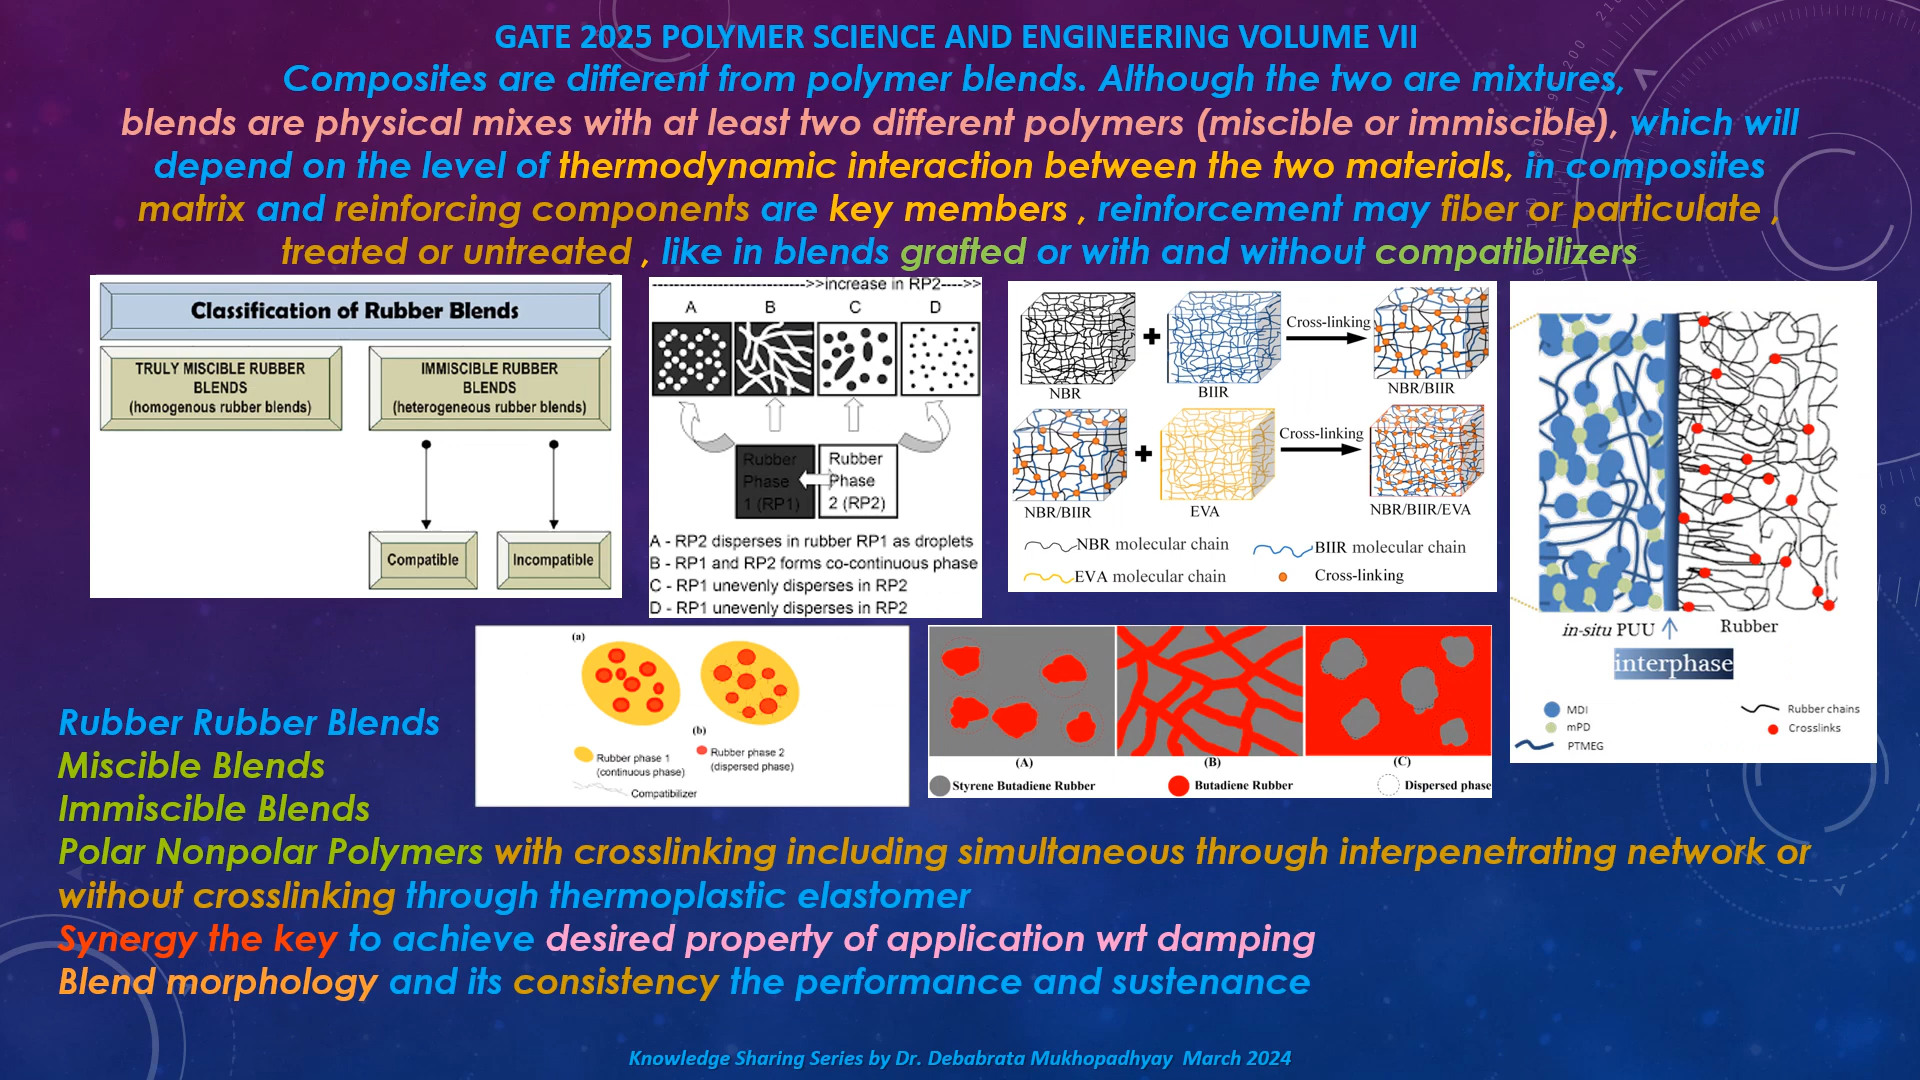 GATE 2025 POLYMER SCIENCE AND ENGINEERING VOLUME VII
Composites are different from polymer blends. Although the two are mixtures,
blends are physical mixes with at least two different polymers (miscible or immiscible), which will
depend on the level of thermodynamic interaction between the two materials, in composites
matrix and reinforcing components are key members , reinforcement may fiber or particulate ,
treated or untreated , like in blends grafted or with and without compatibilizers
Classification of Rubber Blends
TRULY MISCIBLE RUBBER
BLENDS
(homogenous rubber blends)
IMMISCIBLE RUBBER
BLENDS
(heterogeneous rubber blends)
Compatible
Incompatible
>>increase in RP2---->>
A B C D
Rubber
Phase
1 (RP1)
Rubber
Phase
2 (RP2)
A - RP2 disperses in rubber RP1 as droplets
B - RP1 and RP2 forms co-continuous phase
C - RP1 unevenly disperses in RP2
D - RP1 unevenly disperses in RP2
NBR
+
BIIR
Cross-linking
NBR/BIIR
NBR/BIIR
+
EVA
Cross-linking
NBR/BIIR/EVA
NBR molecular chain
BIIR molecular chain
EVA molecular chain
Cross-linking
in-situ PUU
Rubber
interphase
MDI
mPD
PTMEG
Rubber chains
Crosslinks
(a)
(b)
Rubber phase 1
(continuous phase)
Rubber phase 2
(dispersed phase)
Compatibilizer
(A) (B) (C)
Styrene Butadiene Rubber
Butadiene Rubber
Dispersed phase
Rubber Rubber Blends
Miscible Blends
Immiscible Blends
Polar Nonpolar Polymers with crosslinking including simultaneous through interpenetrating network or
without crosslinking through thermoplastic elastomer
Synergy the key to achieve desired property of application wrt damping
Blend morphology and its consistency the performance and sustenance
Knowledge Sharing Series by Dr. Debabrata Mukhopadhyay March 2024